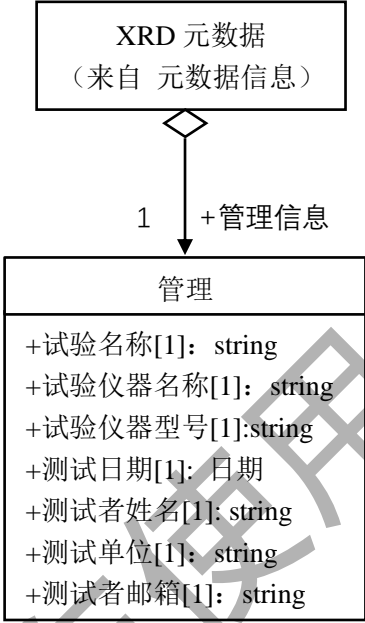 XRD 元数据
（来自 元数据信息）
1 +管理信息
管理
+试验名称[1]：string
+试验仪器名称[1]：string
+试验仪器型号[1]:string
+测试日期[1]: 日期
+测试者姓名[1]: string
+测试单位[1]：string
+测试者邮箱[1]：string
使用